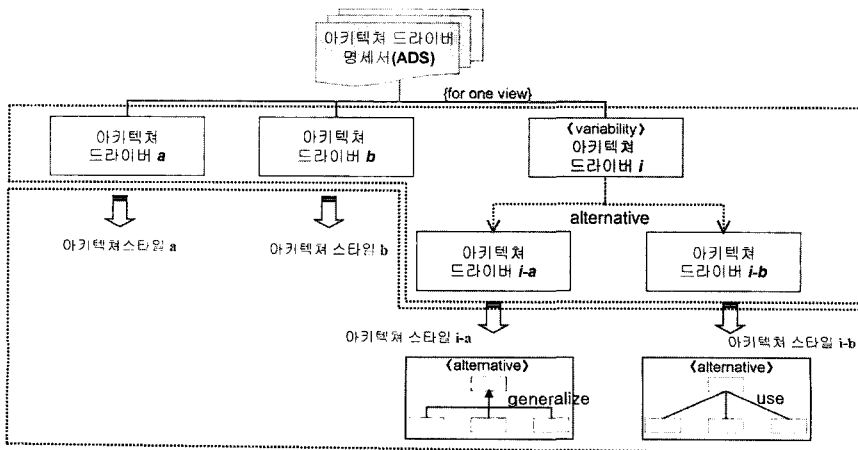 아키텍쳐 드라이버
명세서(ADS)
{for one view}
아키텍쳐
드라이버 a
아키텍쳐
드라이버 b
《variability》
아키텍쳐
드라이버 i
alternative
아키텍쳐스타일 a
아키텍쳐 스타일 b
아키텍쳐
드라이버 i-a
아키텍쳐
드라이버 i-b
아키텍쳐 스타일 i-a
아키텍쳐 스타일 i-b
《alternative》
generalize
《alternative》
use